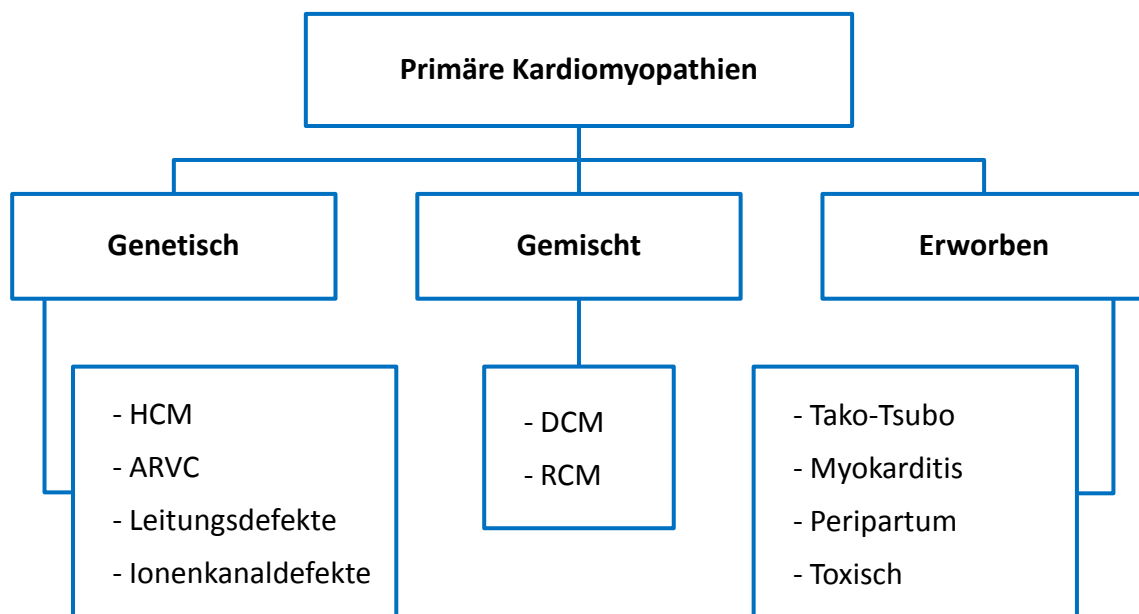 Primäre Kardiomyopathien
Genetisch
Gemischt
Erworben
- HCM
- ARVC
- Leitungsdefekte
- Ionenkanaldefekte
- DCM
- RCM
- Tako-Tsubo
- Myokarditis
- Peripartum
- Toxisch